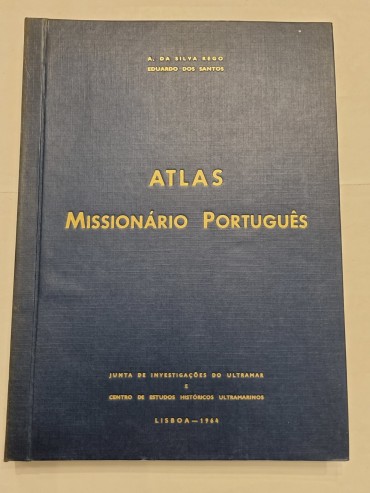 A. DA SILVA REGO
EDUARDO DOS SANTOS
ATLAS
MISSIONÁRIO PORTUGUÊS
JUNTA DE INVESTIGAÇÕES DO ULTRAMAR
E
CENTRO DE ESTUDOS HISTÓRICOS ULTRAMARINOS
LISBOA — 1964